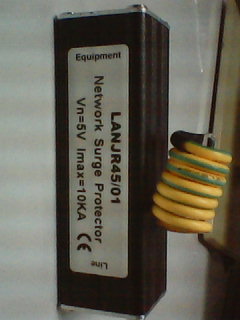 Equipment
LANJR45/01
Network Surge Protector
Vn=5V Imax=10KA CE
Line